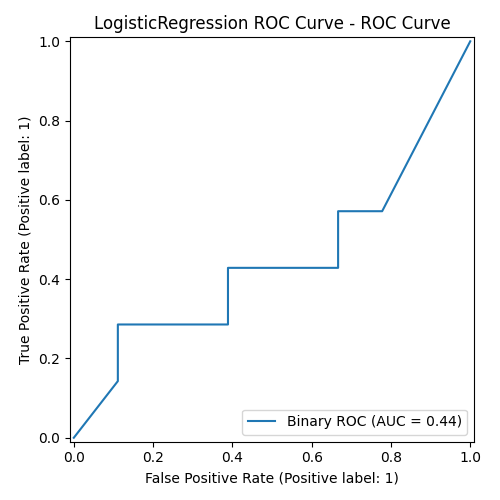 LogisticRegression ROC Curve - ROC Curve
1.0
0.8
0.6
0.4
0.2
0.0
True Positive Rate (Positive label: 1)
Binary ROC (AUC = 0.44)
0.0 0.2 0.4 0.6 0.8 1.0
False Positive Rate (Positive label: 1)